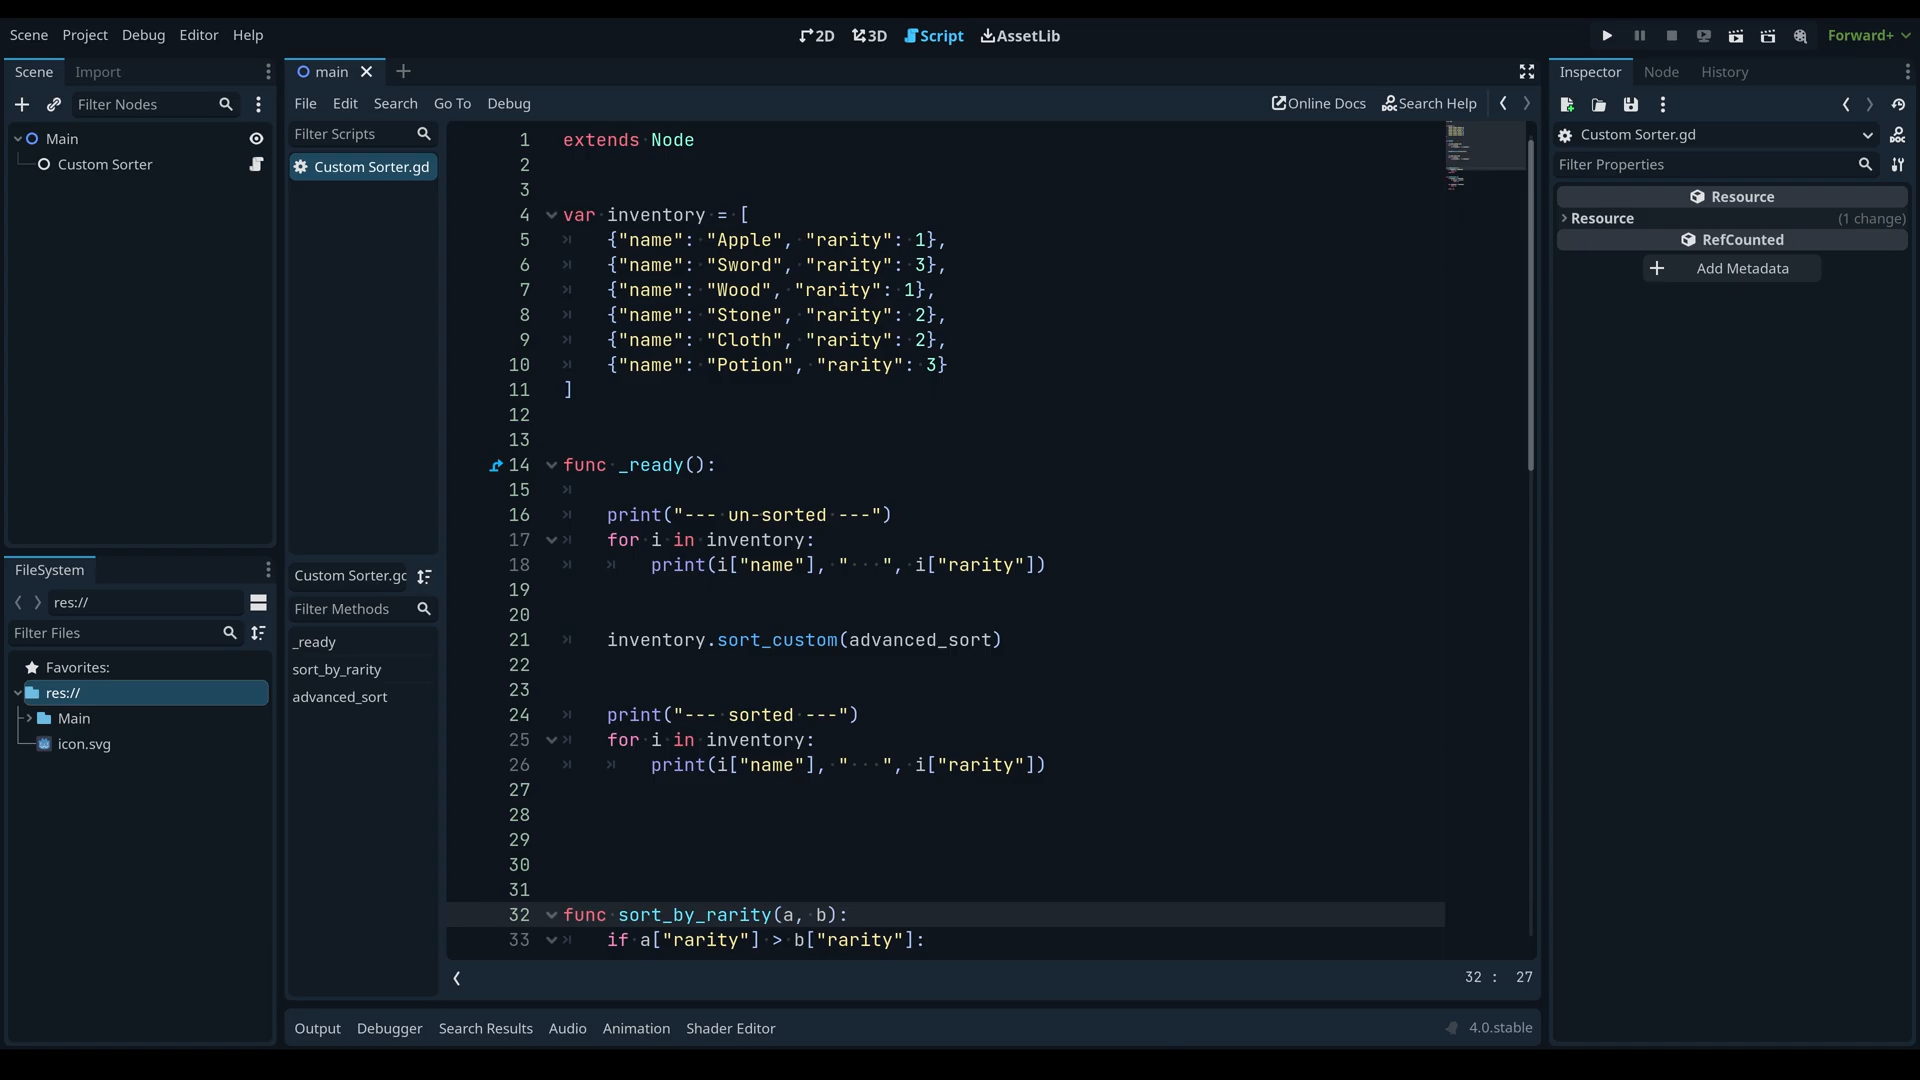 Scene Project Debug Editor Help
2D 3D Script AssetLib
Forward+
Scene Import
main
Inspector Node History
Filter Nodes
File Edit Search Go To Debug
Online Docs Search Help
Main
Custom Sorter
Filter Scripts
Custom Sorter.gd
Custom Sorter.gd
Filter Properties
Resource
Resource (1 change)
RefCounted
Add Metadata
1 extends Node
2
3
4 var inventory = [
5 {"name": "Apple", "rarity": 1},
6 {"name": "Sword", "rarity": 3},
7 {"name": "Wood", "rarity": 1},
8 {"name": "Stone", "rarity": 2},
9 {"name": "Cloth", "rarity": 2},
10 {"name": "Potion", "rarity": 3}
11 ]
12
13
14 func _ready():
15
16 print("--- un-sorted ---")
17 for i in inventory:
18 print(i["name"], "   ", i["rarity"])
19
20
21 inventory.sort_custom(advanced_sort)
22
23
24 print("--- sorted ---")
25 for i in inventory:
26 print(i["name"], "   ", i["rarity"])
27
28
29
30
31
32 func sort_by_rarity(a, b):
33 if a["rarity"] > b["rarity"]:
FileSystem
res://
Filter Files
Favorites:
res://
Main
icon.svg
Custom Sorter.gc
Filter Methods
_ready
sort_by_rarity
advanced_sort
32 : 27
Output Debugger Search Results Audio Animation Shader Editor
4.0.stable